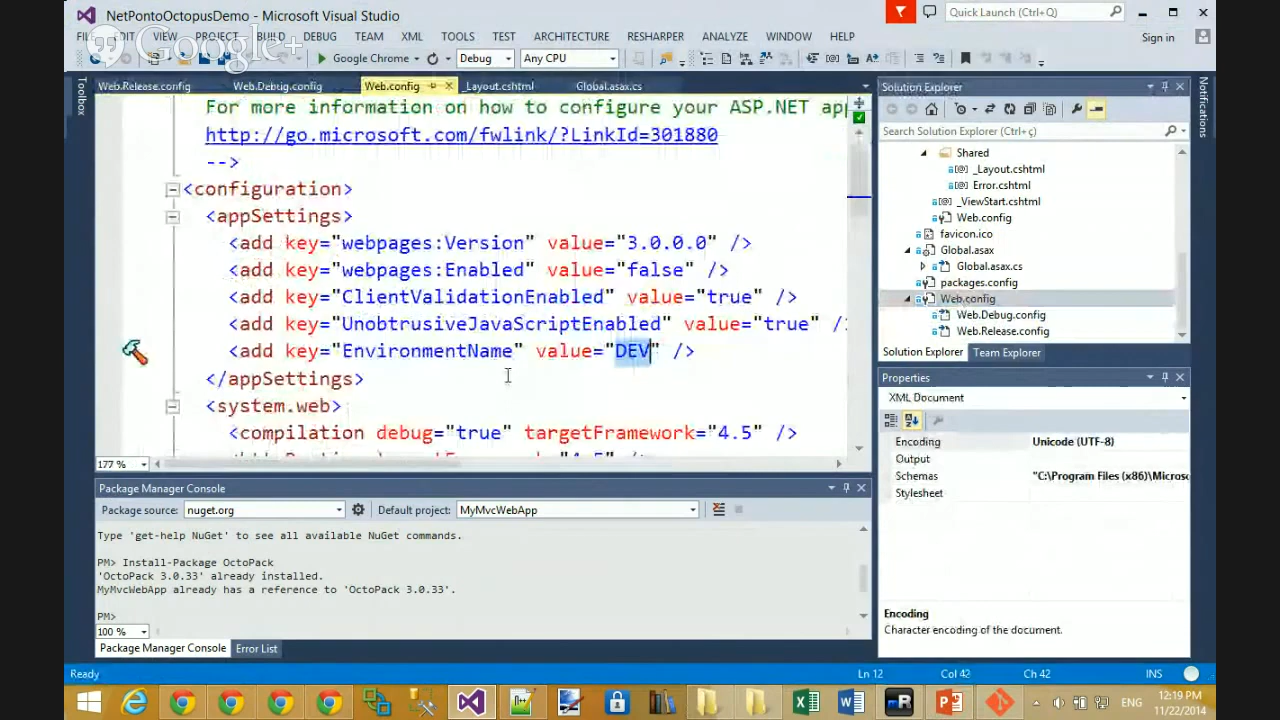 NetPontoOctopusDemo - Microsoft Visual Studio
Quick Launch (Ctrl+Q)
FILE EDIT VIEW PROJECT BUILD DEBUG TEAM XML TOOLS TEST ARCHITECTURE RESHARPER ANALYZE WINDOW HELP
Sign in
Google+
Google Chrome
Debug
Any CPU
Toolbox
Web.Release.config
Web.Debug.config
Web.config
_Layout.cshtml
Global.asax.cs
For more information on how to configure your ASP.NET app
http://go.microsoft.com/fwlink/?LinkId=301880
-->
<configuration>
<appSettings>
<add key="webpages:Version" value="3.0.0.0" />
<add key="webpages:Enabled" value="false" />
<add key="ClientValidationEnabled" value="true" />
<add key="UnobtrusiveJavaScriptEnabled" value="true" /
<add key="EnvironmentName" value="DEV" />
</appSettings>
<system.web>
<compilation debug="true" targetFramework="4.5" />
177 %
Solution Explorer
Search Solution Explorer (Ctrl+ç)
Shared
_Layout.cshtml
Error.cshtml
_ViewStart.cshtml
Web.config
favicon.ico
Global.asax
Global.asax.cs
packages.config
Web.config
Web.Debug.config
Web.Release.config
Solution Explorer
Team Explorer
Notifications
Properties
XML Document
Encoding Unicode (UTF-8)
Output
Schemas "C:\Program Files (x86)\Microso
Stylesheet
Encoding
Character encoding of the document.
Package Manager Console
Package source: nuget.org
Default project: MyMvcWebApp
Type 'get-help NuGet' to see all available NuGet commands.
PM> Install-Package OctoPack
'OctoPack 3.0.33' already installed.
MyMvcWebApp already has a reference to 'OctoPack 3.0.33'.
PM>
100 %
Package Manager Console
Error List
Ready
Ln 12
Col 42
Ch 42
INS
ENG
12:19 PM
11/22/2014